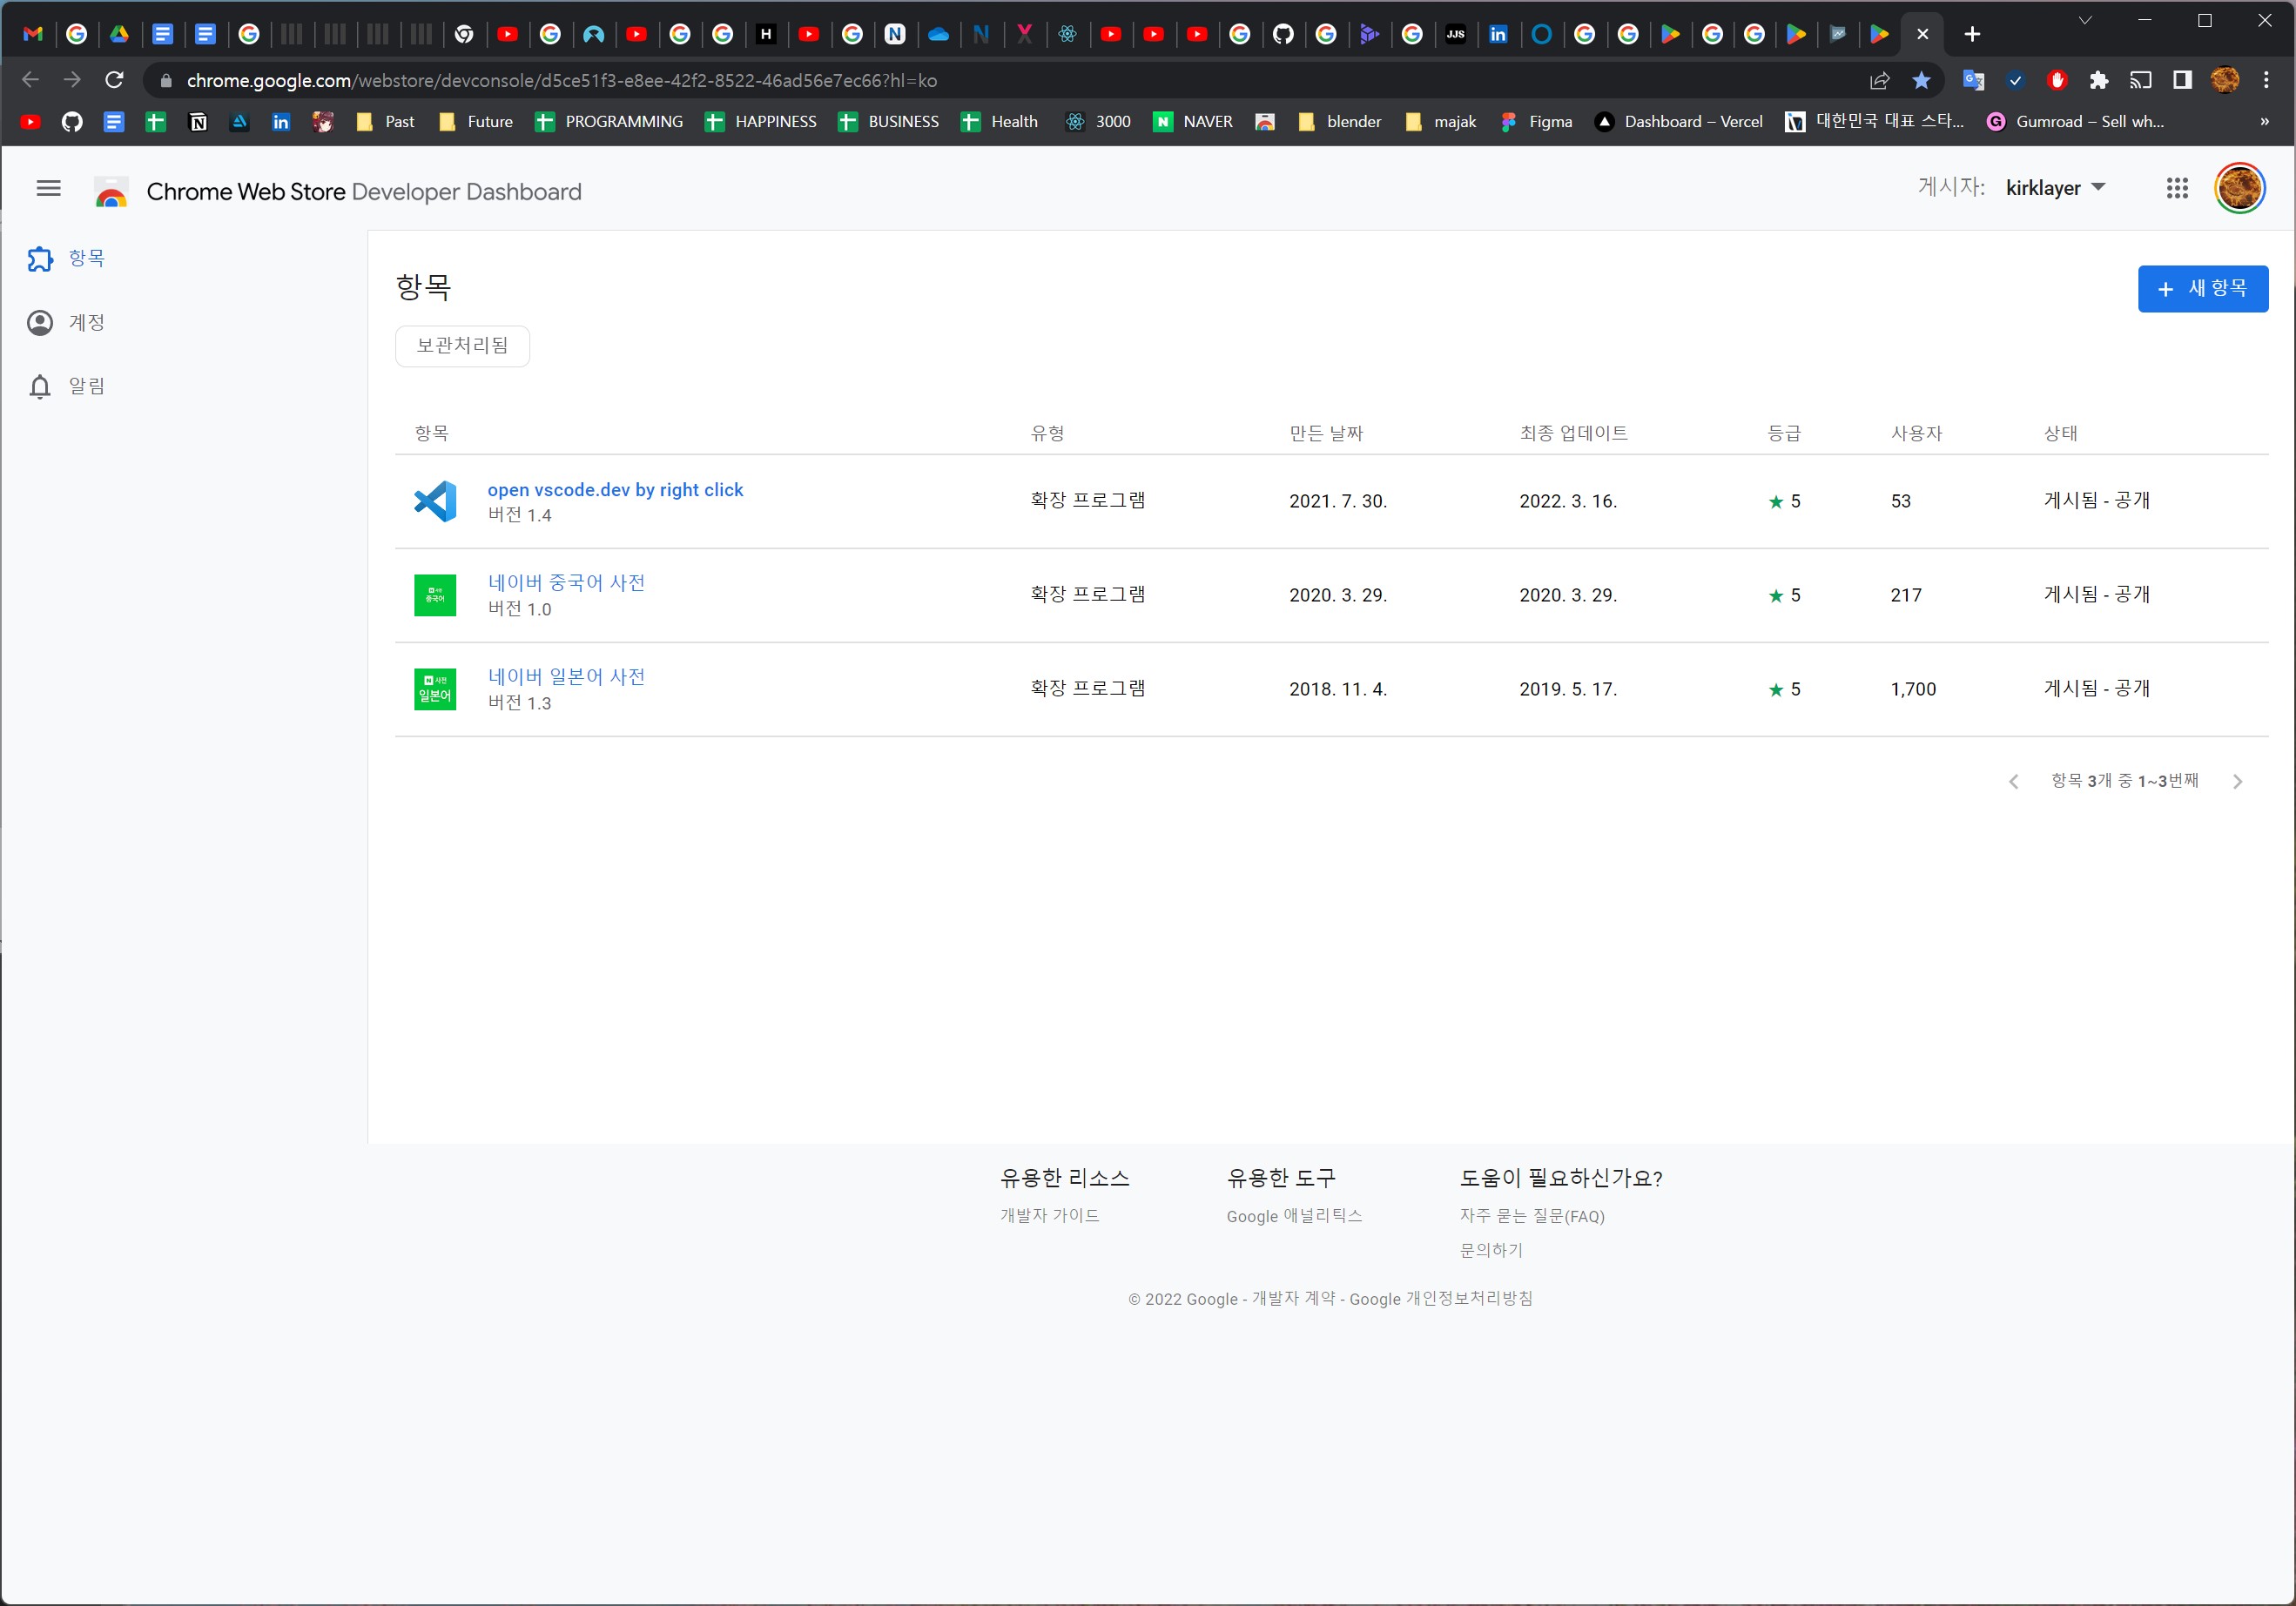 chrome.google.com/webstore/devconsole/d5ce51f3-e8ee-42f2-8522-46ad56e7ec66?hl=ko
Past Future PROGRAMMING HAPPINESS BUSINESS Health 3000 NAVER blender majak Figma Dashboard – Vercel 대한민국 대표 스타... Gumroad – Sell wh... »
Chrome Web Store Developer Dashboard
게시자: kirklayer
항목
계정
알림
항목
+ 새 항목
보관처리됨
항목 유형 만든 날짜 최종 업데이트 등급 사용자 상태
open vscode.dev by right click
버전 1.4
확장 프로그램 2021. 7. 30. 2022. 3. 16. ★ 5 53 게시됨 - 공개
네이버 중국어 사전
버전 1.0
확장 프로그램 2020. 3. 29. 2020. 3. 29. ★ 5 217 게시됨 - 공개
N 사전
일본어
네이버 일본어 사전
버전 1.3
확장 프로그램 2018. 11. 4. 2019. 5. 17. ★ 5 1,700 게시됨 - 공개
항목 3개 중 1~3번째
유용한 리소스
개발자 가이드
유용한 도구
Google 애널리틱스
도움이 필요하신가요?
자주 묻는 질문(FAQ)
문의하기
© 2022 Google - 개발자 계약 - Google 개인정보처리방침